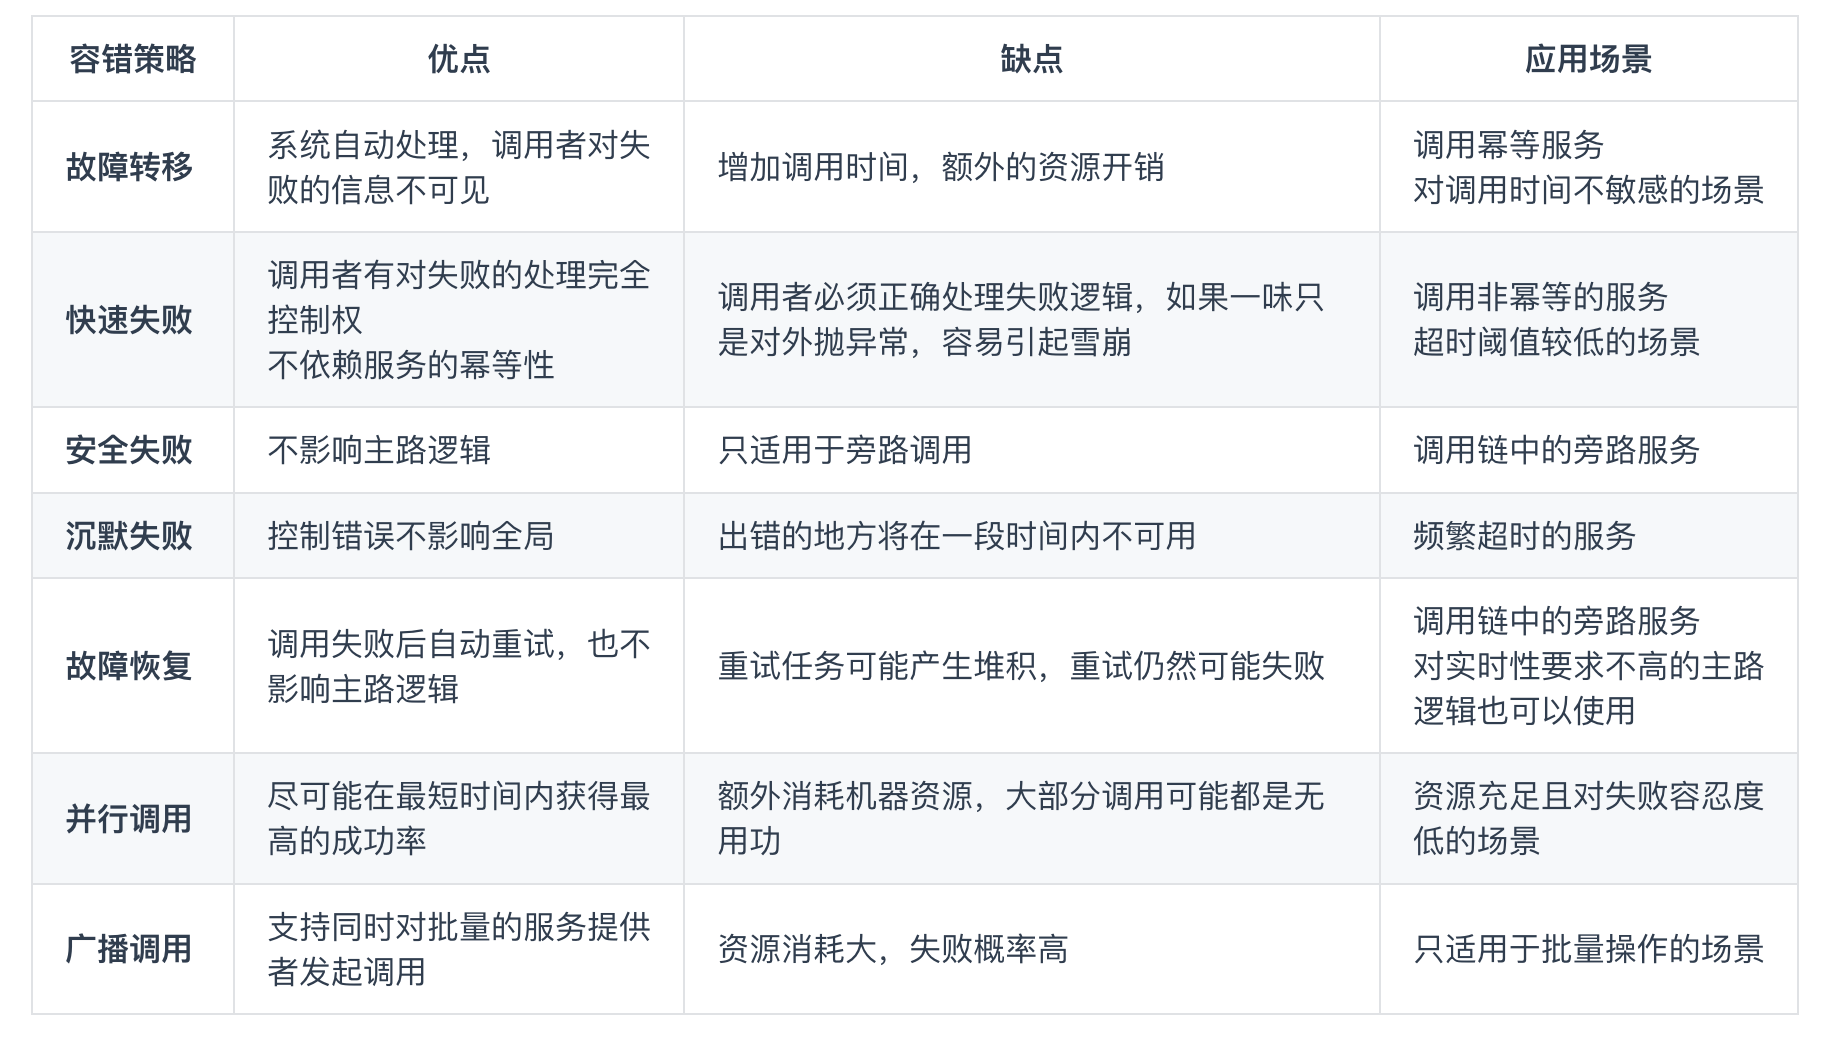 容错策略
优点
缺点
应用场景
故障转移
系统自动处理，调用者对失
败的信息不可见
增加调用时间，额外的资源开销
调用幂等服务
对调用时间不敏感的场景
快速失败
调用者有对失败的处理完全
控制权
不依赖服务的幂等性
调用者必须正确处理失败逻辑，如果一味只
是对外抛异常，容易引起雪崩
调用非幂等的服务
超时阈值较低的场景
安全失败
不影响主路逻辑
只适用于旁路调用
调用链中的旁路服务
沉默失败
控制错误不影响全局
出错的地方将在一段时间内不可用
频繁超时的服务
故障恢复
调用失败后自动重试，也不
影响主路逻辑
重试任务可能产生堆积，重试仍然可能失败
调用链中的旁路服务
对实时性要求不高的主路
逻辑也可以使用
并行调用
尽可能在最短时间内获得最
高的成功率
额外消耗机器资源，大部分调用可能都是无
用功
资源充足且对失败容忍度
低的场景
广播调用
支持同时对批量的服务提供
者发起调用
资源消耗大，失败概率高
只适用于批量操作的场景